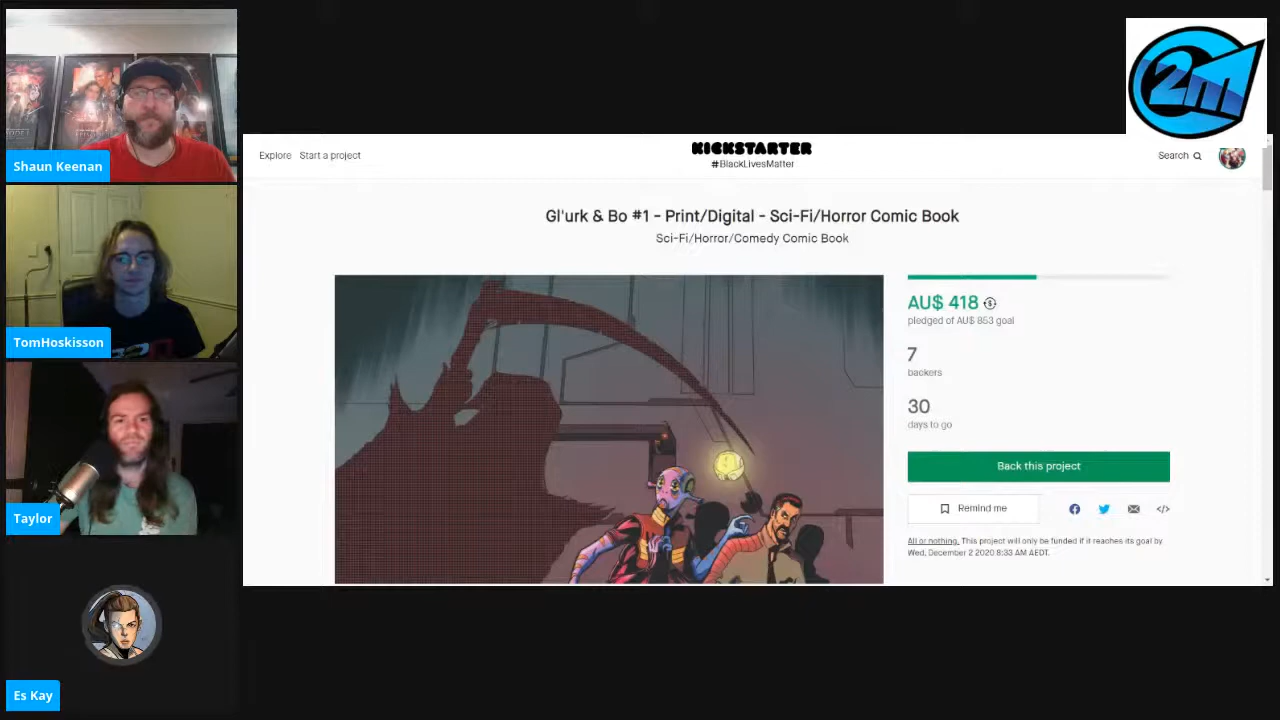 Shaun Keenan
TomHoskisson
Taylor
Es Kay
2m
Explore Start a project
KICKSTARTER
#BlackLivesMatter
Search
Gl'urk & Bo #1 - Print/Digital - Sci-Fi/Horror Comic Book
Sci-Fi/Horror/Comedy Comic Book
AU$ 418
pledged of AU$ 853 goal
7
backers
30
days to go
Back this project
Remind me
All or nothing. This project will only be funded if it reaches its goal by
Wed, December 2 2020 8:33 AM AEDT.